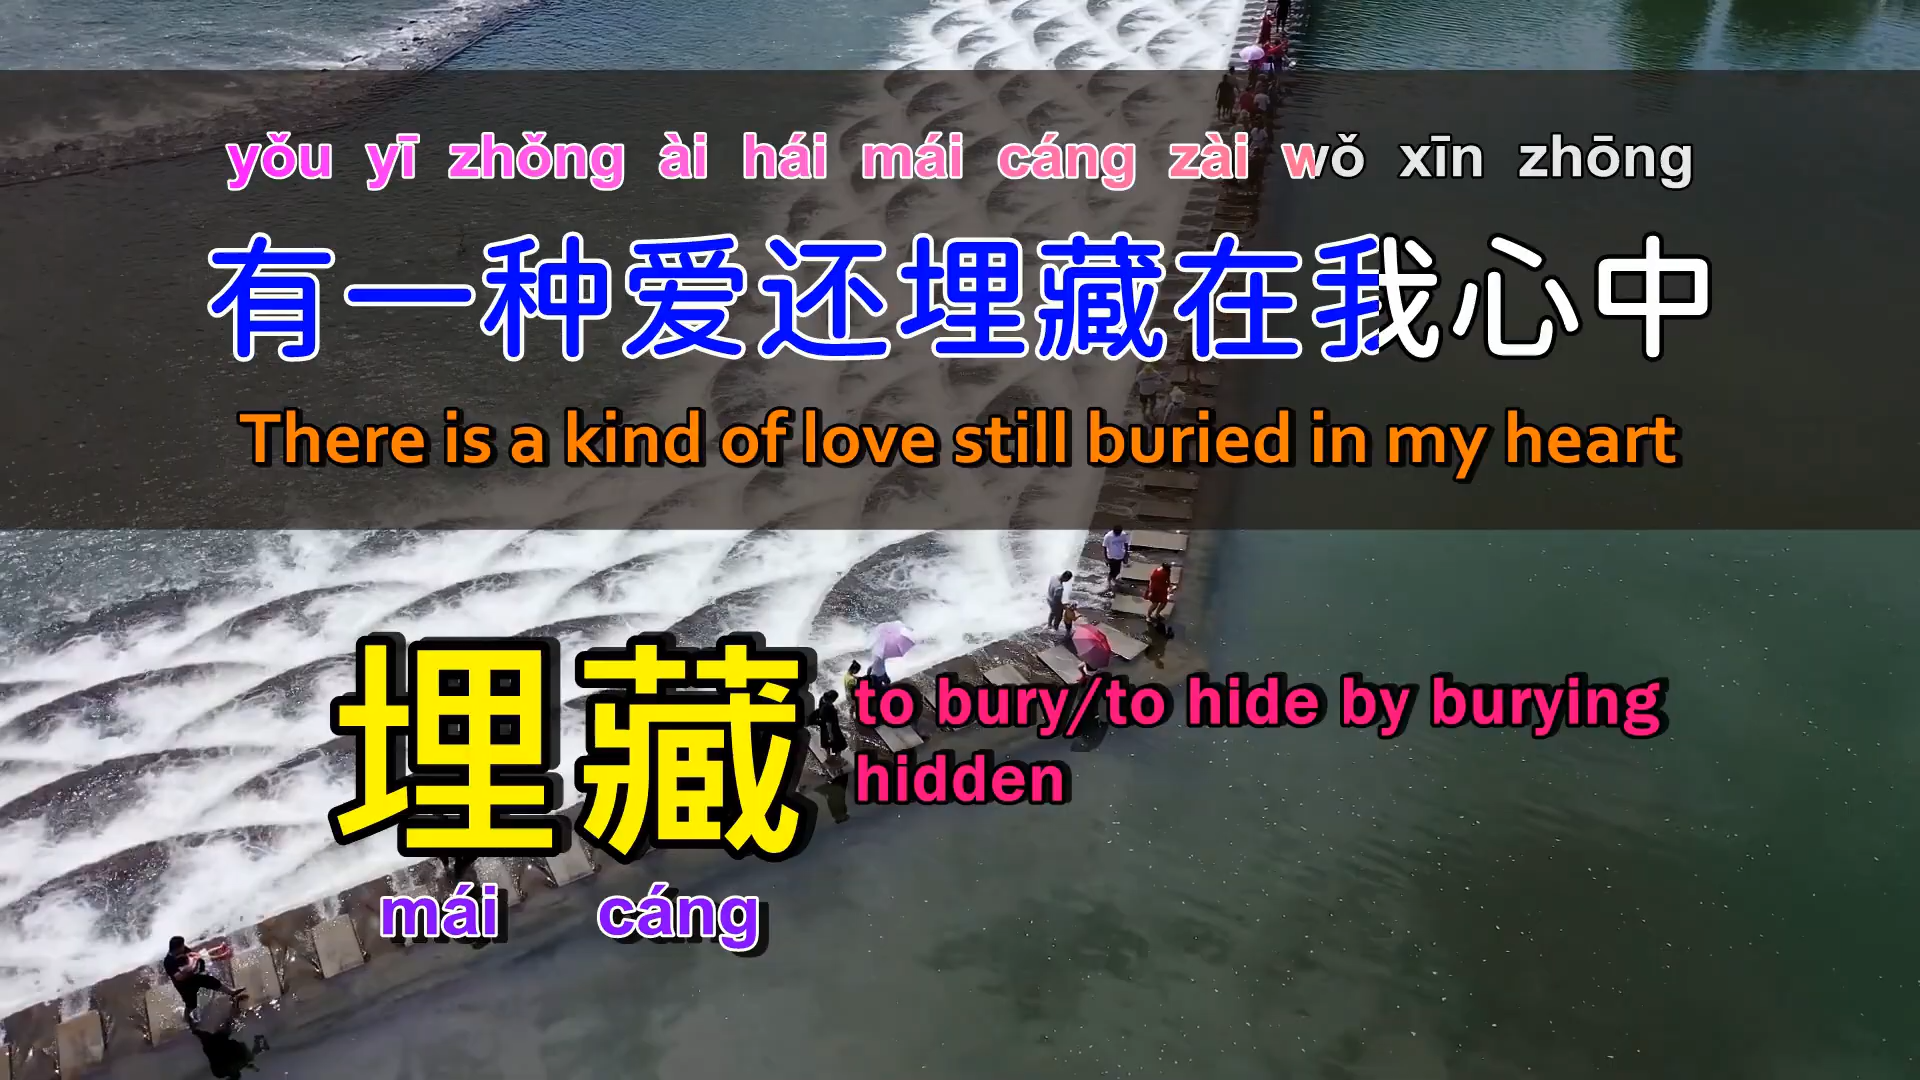 yǒu yī zhǒng ài hái mái cáng zài wǒ xīn zhōng
有一种爱还埋藏在我心中
There is a kind of love still buried in my heart
埋藏
to bury/to hide by burying
hidden
mái cáng